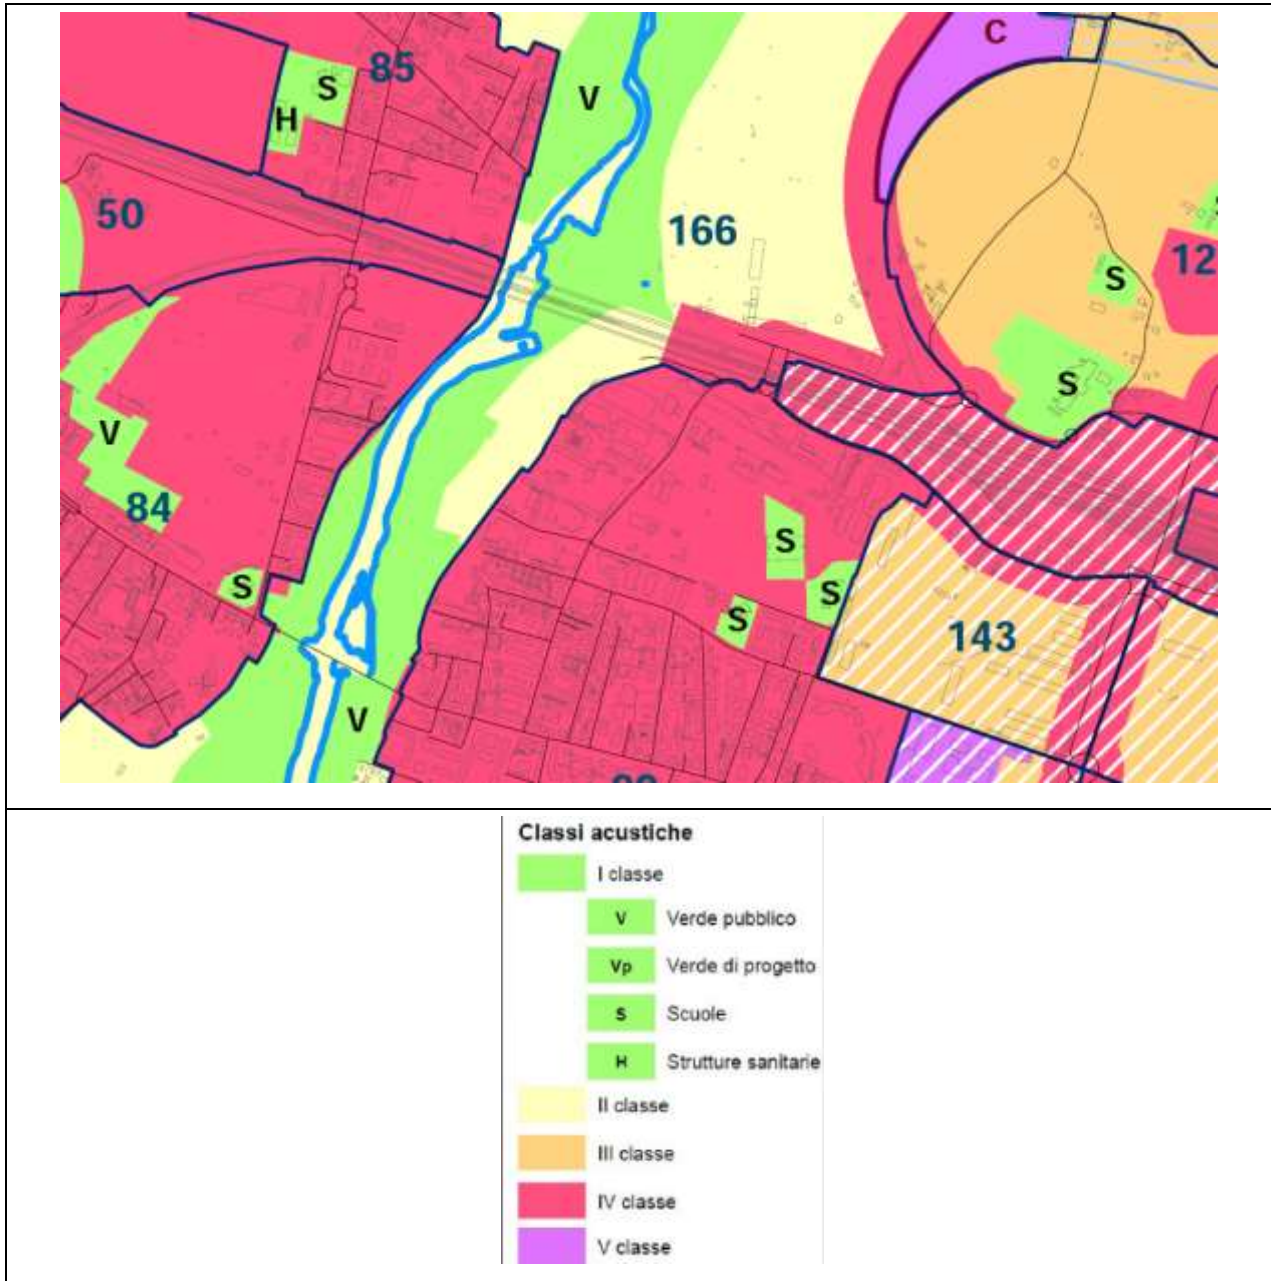 C
85
S
V
H
50
166
12
S
S
V
84
S
S
S
S
143
V
Classi acustiche
I classe
V Verde pubblico
Vp Verde di progetto
S Scuole
H Strutture sanitarie
II classe
III classe
IV classe
V classe